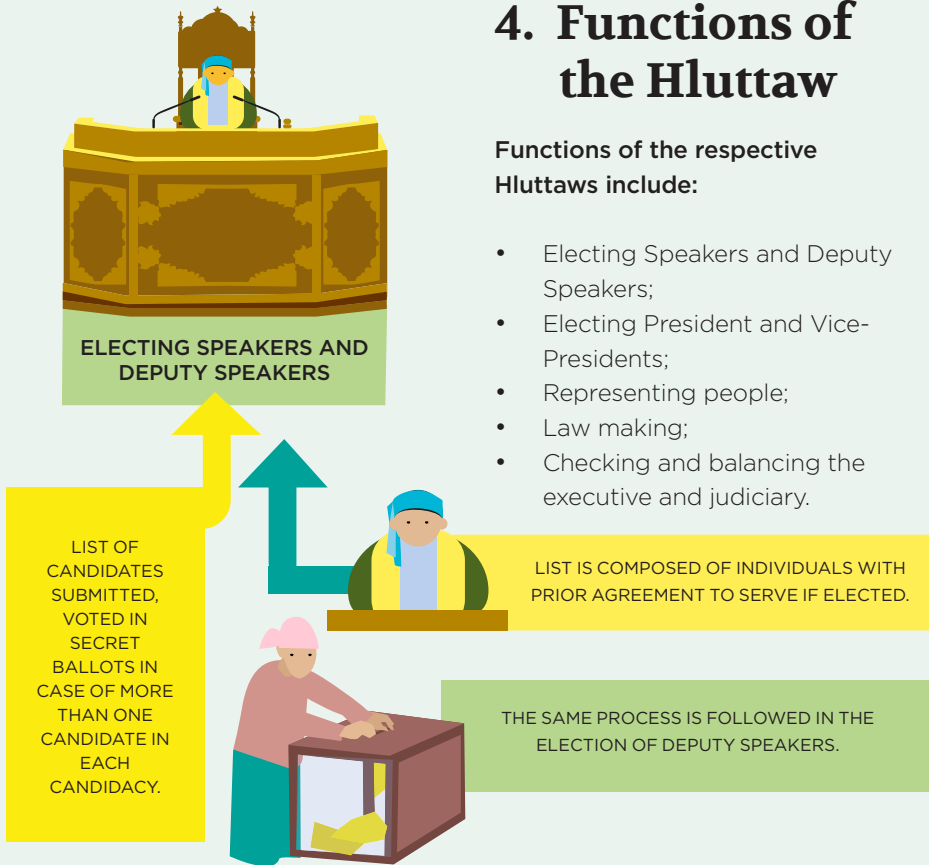 4. Functions of
the Hluttaw
Functions of the respective
Hluttaws include:
• Electing Speakers and Deputy
Speakers;
• Electing President and Vice-
Presidents;
• Representing people;
• Law making;
• Checking and balancing the
executive and judiciary.
ELECTING SPEAKERS AND
DEPUTY SPEAKERS
LIST OF
CANDIDATES
SUBMITTED,
VOTED IN
SECRET
BALLOTS IN
CASE OF MORE
THAN ONE
CANDIDATE IN
EACH
CANDIDACY.
LIST IS COMPOSED OF INDIVIDUALS WITH
PRIOR AGREEMENT TO SERVE IF ELECTED.
THE SAME PROCESS IS FOLLOWED IN THE
ELECTION OF DEPUTY SPEAKERS.